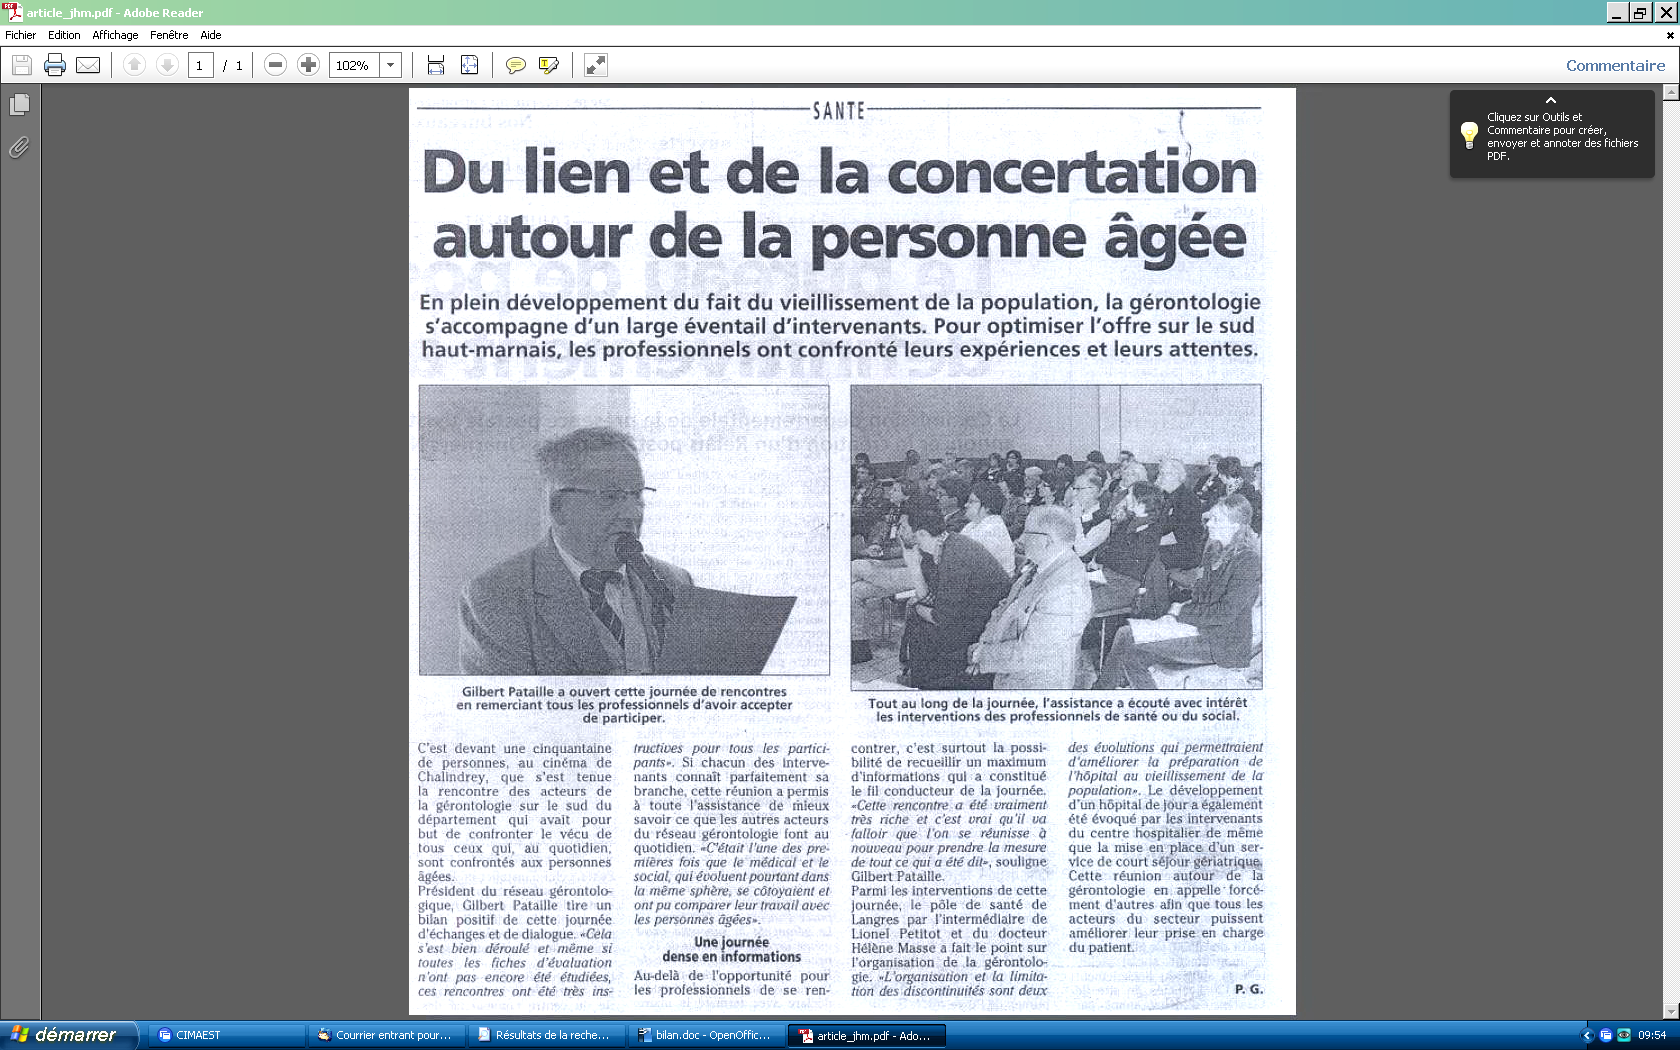 article_jhm.pdf - Adobe Reader
Fichier Edition Affichage Fenêtre Aide
1 / 1 102% Commentaire
Cliquez sur Outils et
Commentaire pour créer,
envoyer et annoter des fichiers
PDF.
SANTE
Du lien et de la concertation
autour de la personne âgée
En plein développement du fait du vieillissement de la population, la gérontologie
s'accompagne d'un large éventail d'intervenants. Pour optimiser l'offre sur le sud
haut-marnais, les professionnels ont confronté leurs expériences et leurs attentes.
Gilbert Pataille a ouvert cette journée de rencontres
en remerciant tous les professionnels d'avoir accepter
de participer.
Tout au long de la journée, l'assistance a écouté avec intérêt
les interventions des professionnels de santé ou du social.
C'est devant une cinquantaine
de personnes, au cinéma de
Chalindrey, que s'est tenue
la rencontre des acteurs de
la gérontologie sur le sud du
département qui avait pour
but de confronter le vécu de
tous ceux qui, au quotidien,
sont confrontés aux personnes
âgées.
Président du réseau gérontolo-
gique, Gilbert Pataille tire un
bilan positif de cette journée
d'échanges et de dialogue. «Cela
s'est bien déroulé et même si
toutes les fiches d'évaluation
n'ont pas encore été étudiées,
ces rencontres ont été très ins-
tructives pour tous les partici-
pants». Si chacun des interve-
nants connaît parfaitement sa
branche, cette réunion a permis
à toute l'assistance de mieux
savoir ce que les autres acteurs
du réseau gérontologie font au
quotidien. «C'était l'une des pre-
mières fois que le médical et le
social, qui évoluent pourtant dans
la même sphère, se côtoyaient et
ont pu comparer leur travail avec
les personnes âgées».
Une journée
dense en informations
Au-delà de l'opportunité pour
les professionnels de se ren-
contrer, c'est surtout la possi-
bilité de recueillir un maximum
d'informations qui a constitué
le fil conducteur de la journée.
«Cette rencontre a été vraiment
très riche et c'est vrai qu'il va
falloir que l'on se réunisse à
nouveau pour prendre la mesure
de tout ce qui a été dit», souligne
Gilbert Pataille.
Parmi les interventions de cette
journée, le pôle de santé de
Langres par l'intermédiaire de
Lionel Petitot et du docteur
Hélène Masse a fait le point sur
l'organisation de la gérontolo-
gie. «L'organisation et la limita-
tion des discontinuités sont deux
des évolutions qui permettraient
d'améliorer la préparation de
l'hôpital au vieillissement de la
population». Le développement
d'un hôpital de jour a également
été évoqué par les intervenants
du centre hospitalier de même
que la mise en place d'un ser-
vice de court séjour gériatrique.
Cette réunion autour de la
gérontologie en appelle forcé-
ment d'autres afin que tous les
acteurs du secteur puissent
améliorer leur prise en charge
du patient.
P. G.
démarrer CIMAEST Courrier entrant pour... Résultats de la reche... bilan.doc - OpenOffic... article_jhm.pdf - Ado... 09:54